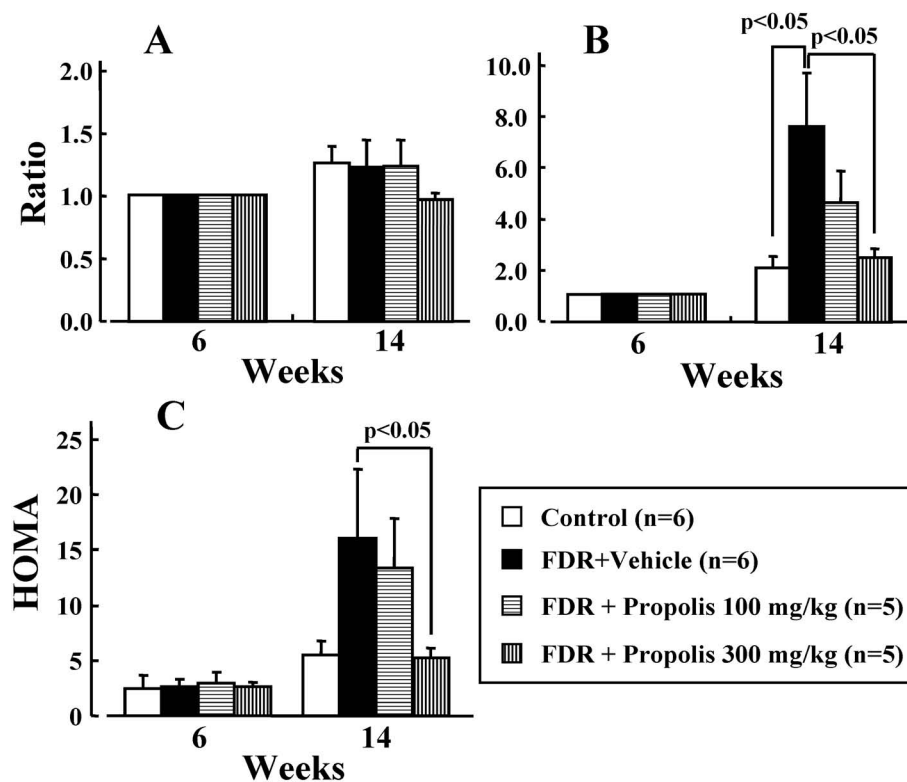 A
Ratio
2.0
1.5
1.0
0.5
0.0
6
14
Weeks
B
p<0.05
p<0.05
10.0
8.0
6.0
4.0
2.0
0.0
6
14
Weeks
C
HOMA
p<0.05
25
20
15
10
5
0
6
14
Weeks
Control (n=6)
FDR+Vehicle (n=6)
FDR + Propolis 100 mg/kg (n=5)
FDR + Propolis 300 mg/kg (n=5)